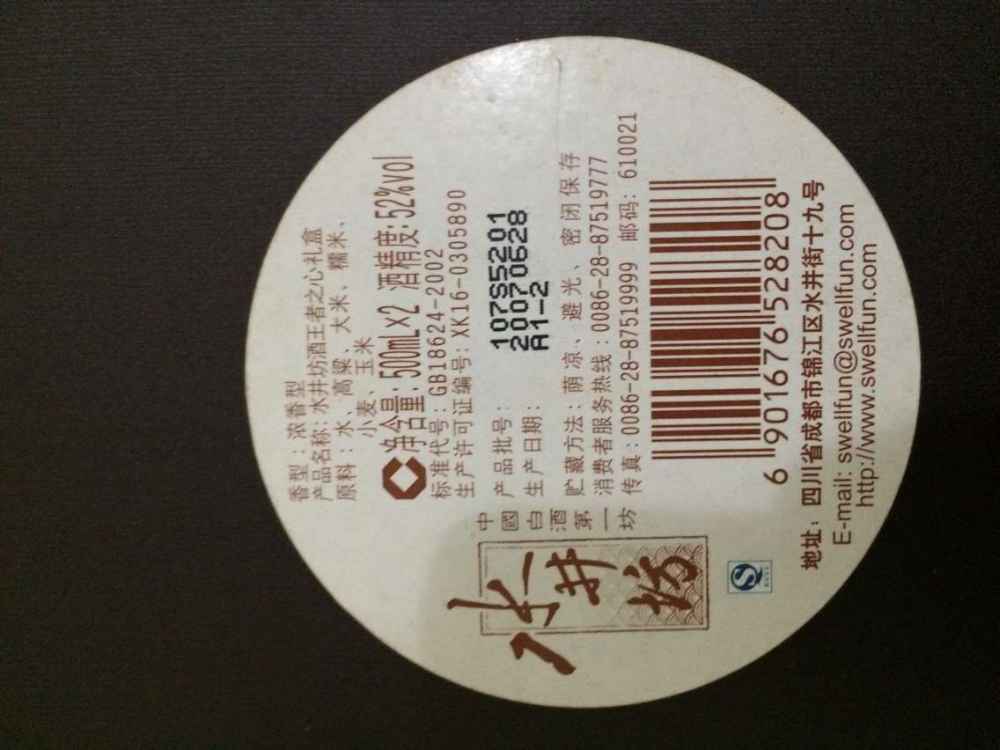 香型：浓香型
产品名称：水井坊酒王者之心礼盒
原料：水、高粱、大米、糯米、
小麦、玉米
净含量：500mL×2 酒精度：52%vol
标准代号：GB18624-2002
生产许可证编号：XK16-0305890
产品批号：107S5201
生产日期：20070628
A1-2
贮藏方法：荫凉、避光、密闭保存
消费者服务热线：0086-28-87519777
传真：0086-28-87519999 邮码：610021
6 901676 528208
地址：四川省成都市锦江区水井街十九号
E-mail: swellfun@swellfun.com
http://www.swellfun.com
中國白酒第一坊
水井坊